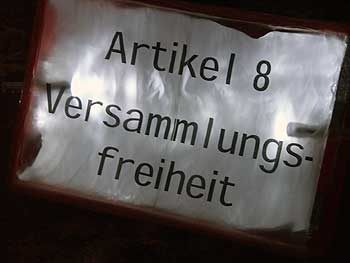 Artikel 8
Versammlungs-
freiheit